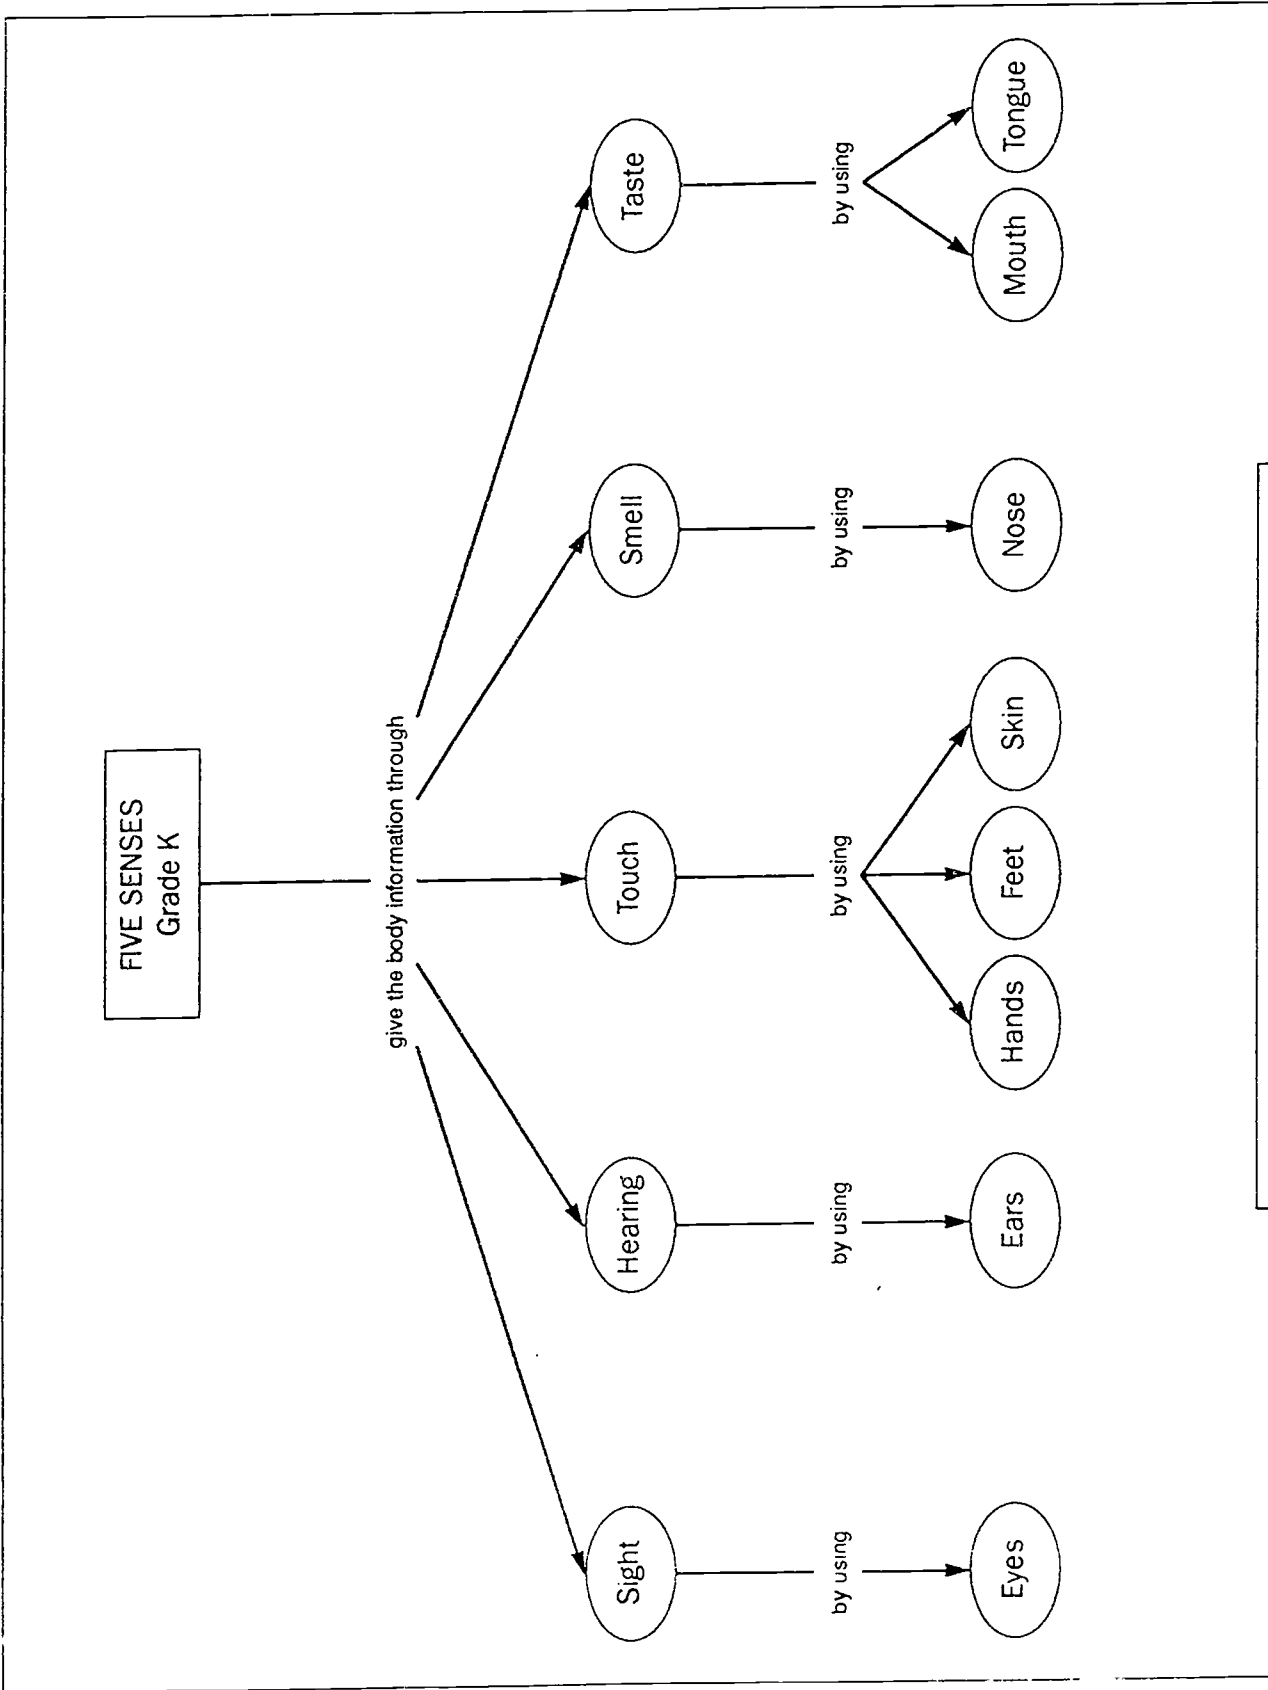 FIVE SENSES
Grade K
give the body information through
Sight
Hearing
Touch
Smell
Taste
by using
by using
by using
by using
by using
Eyes
Ears
Hands
Feet
Skin
Nose
Mouth
Tongue